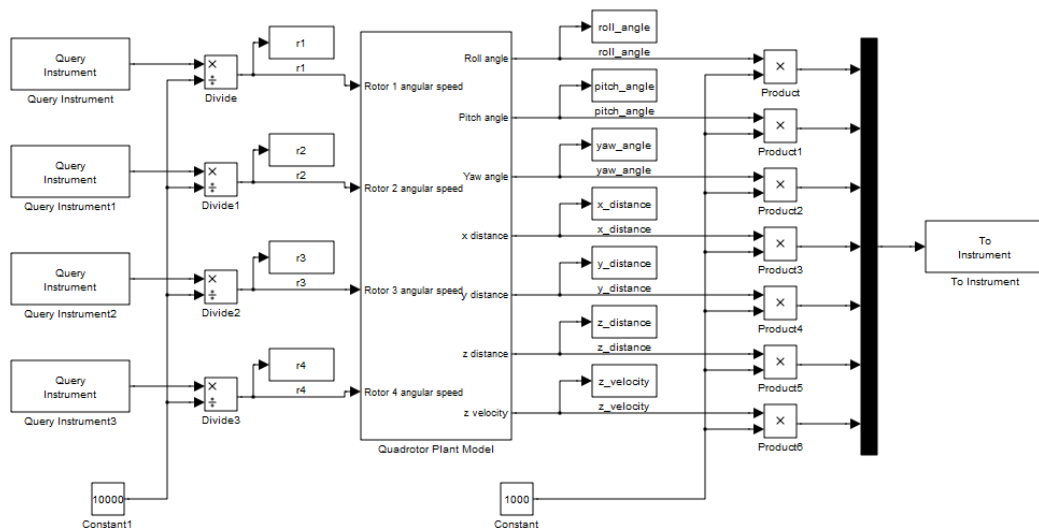 Query
Instrument
Query Instrument
×
÷
Divide
r1
r1
Query
Instrument
Query Instrument1
×
÷
Divide1
r2
r2
Query
Instrument
Query Instrument2
×
÷
Divide2
r3
r3
Query
Instrument
Query Instrument3
×
÷
Divide3
r4
r4
10000
Constant1
Rotor 1 angular speed
Rotor 2 angular speed
Rotor 3 angular speed
Rotor 4 angular speed
Roll angle
Pitch angle
Yaw angle
x distance
y distance
z distance
z velocity
Quadrotor Plant Model
roll_angle
roll_angle
pitch_angle
pitch_angle
yaw_angle
yaw_angle
x_distance
x_distance
y_distance
y_distance
z_distance
z_distance
z_velocity
z_velocity
1000
Constant
×
Product
×
Product1
×
Product2
×
Product3
×
Product4
×
Product5
×
Product6
To
Instrument
To Instrument